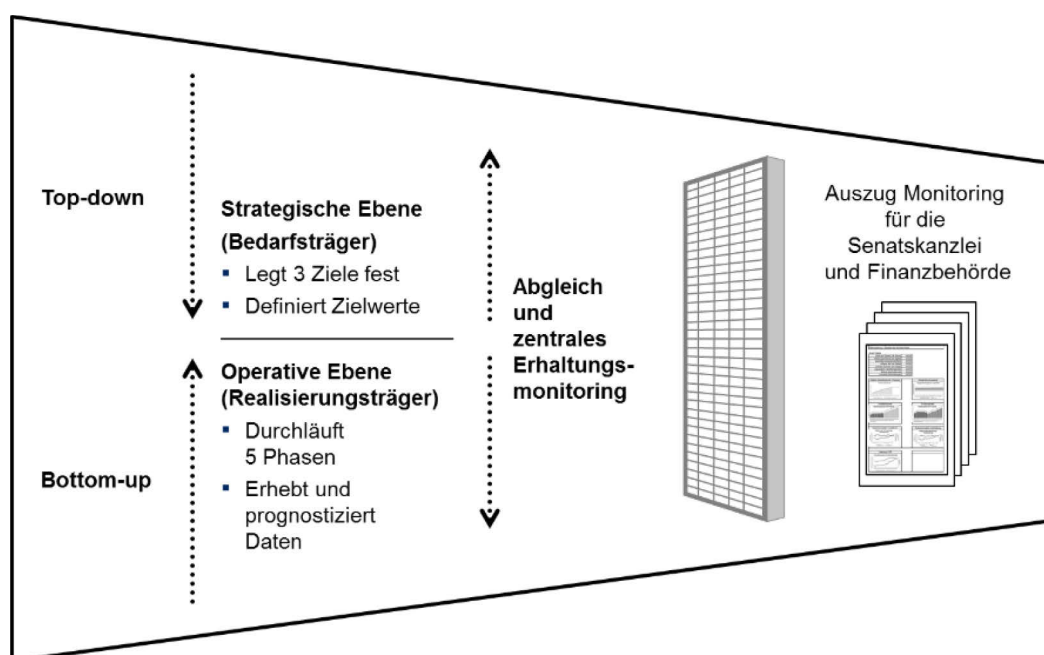 Top-down
Strategische Ebene
(Bedarfsträger)
▪ Legt 3 Ziele fest
▪ Definiert Zielwerte
Operative Ebene
(Realisierungsträger)
▪ Durchläuft
5 Phasen
▪ Erhebt und
prognostiziert
Daten
Bottom-up
Abgleich
und
zentrales
Erhaltungs-
monitoring
Auszug Monitoring
für die
Senatskanzlei
und Finanzbehörde